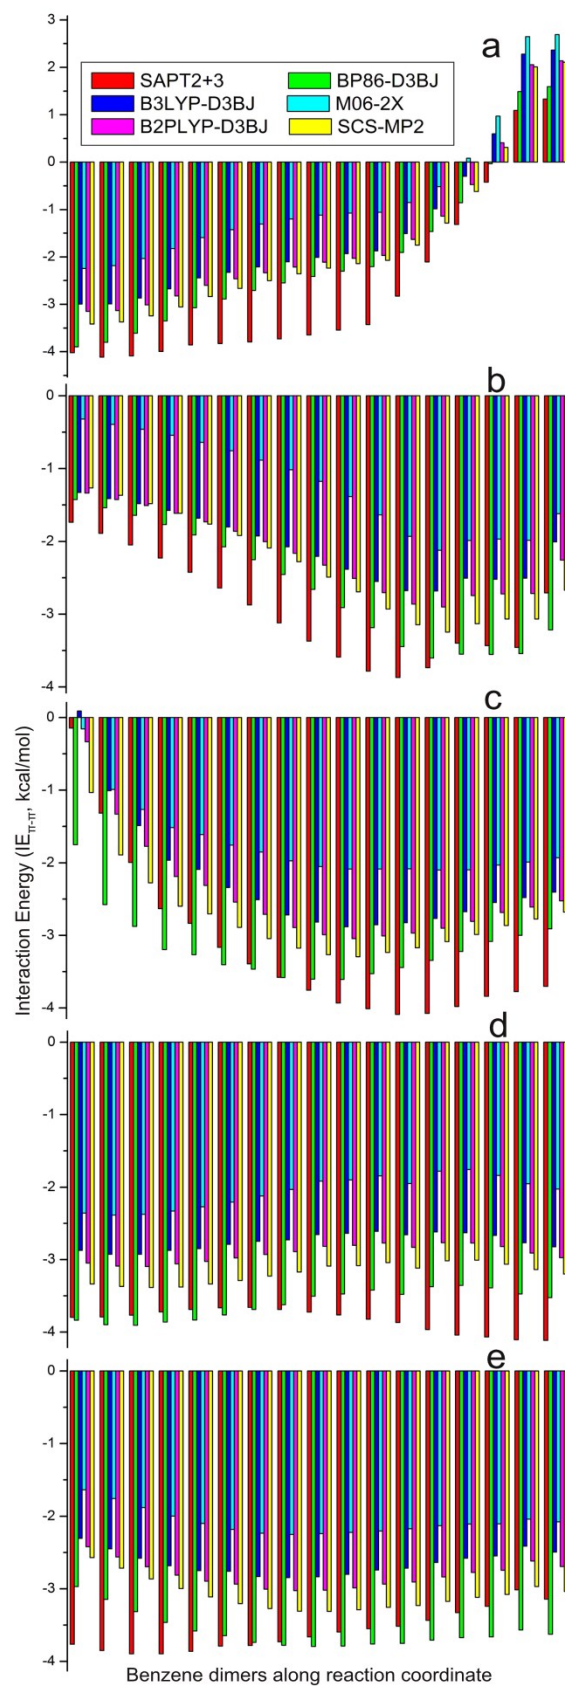 3
a
SAPT2+3
BP86-D3BJ
B3LYP-D3BJ
M06-2X
B2PLYP-D3BJ
SCS-MP2
2
1
0
-1
-2
-3
-4
b
0
-1
-2
-3
-4
c
0
-1
-2
-3
-4
Interaction Energy (IEπ-π, kcal/mol)
d
0
-1
-2
-3
-4
e
0
-1
-2
-3
-4
Benzene dimers along reaction coordinate